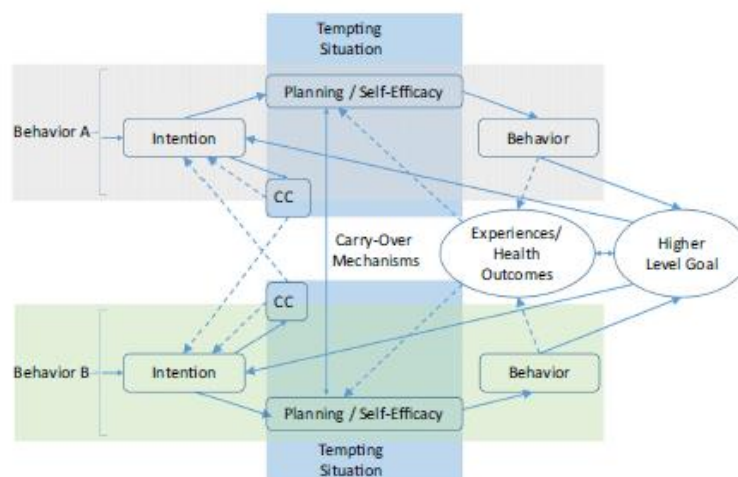 Tempting
Situation
Planning / Self-Efficacy
Behavior A
Intention
Behavior
CC
Carry-Over
Mechanisms
Experiences/
Health
Outcomes
Higher
Level Goal
CC
Behavior B
Intention
Behavior
Planning / Self-Efficacy
Tempting
Situation